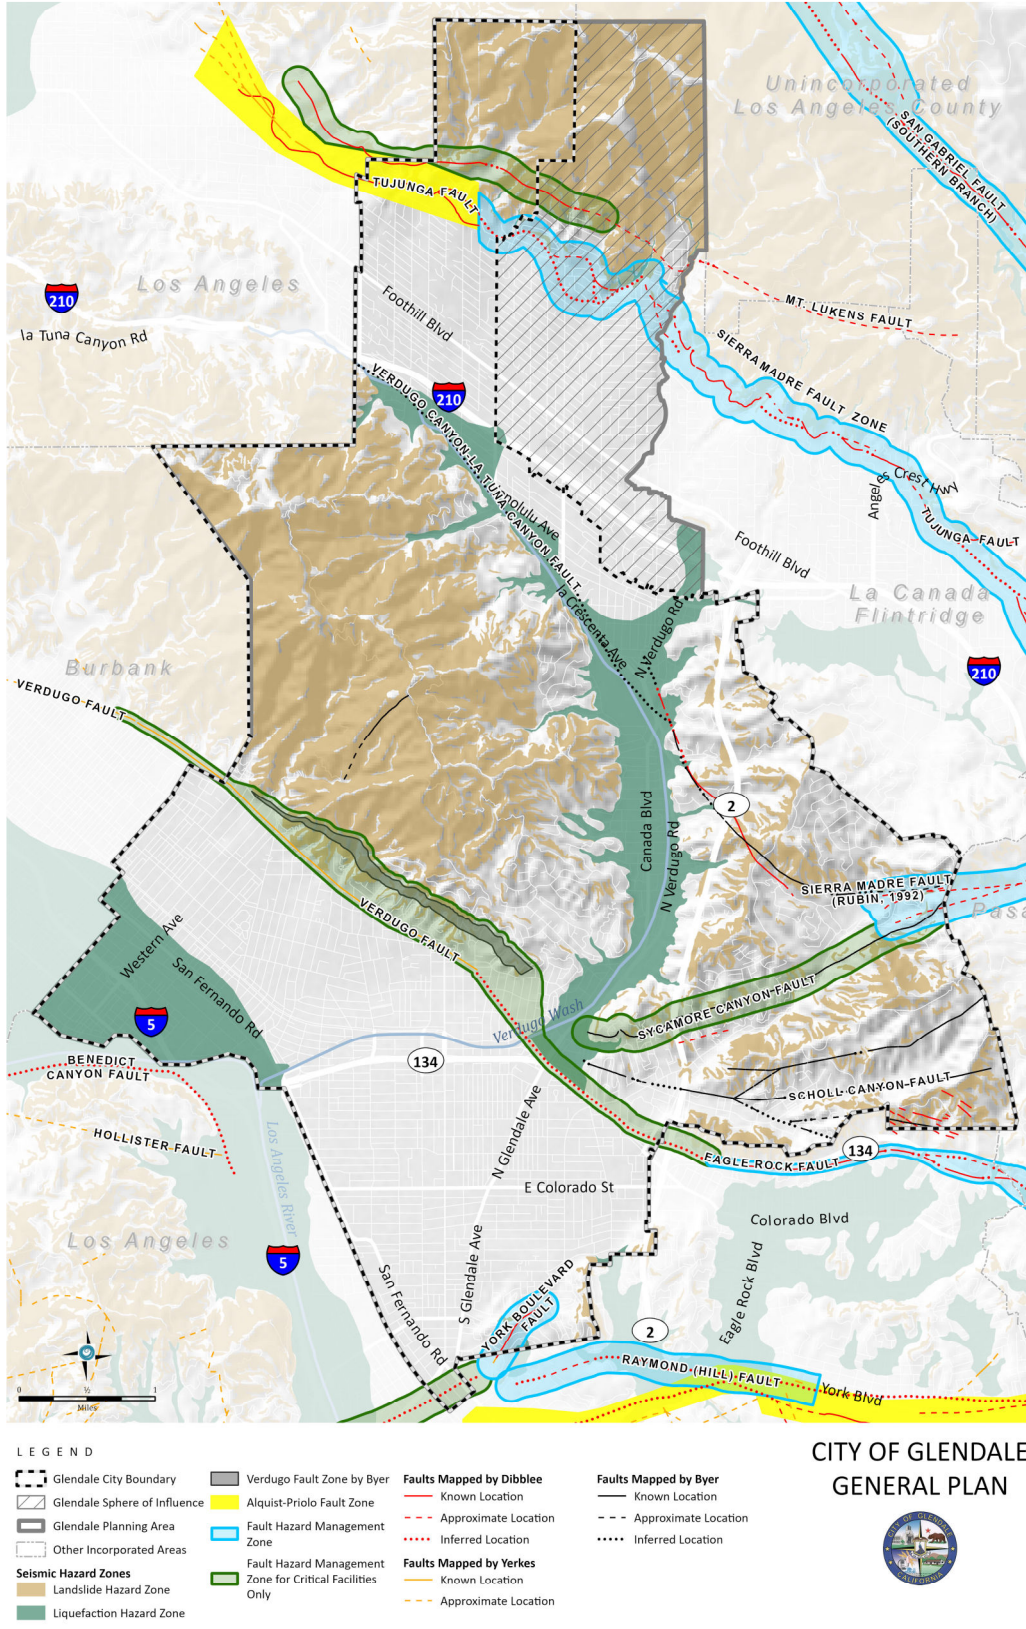 Unincorporated
Los Angeles County
SAN GABRIEL FAULT
(SOUTHERN BRANCH)
TUJUNGA FAULT
Los Angeles
210
la Tuna Canyon Rd
Foothill Blvd
MT. LUKENS FAULT
SIERRA MADRE FAULT ZONE
210
VERDUGO CANYON-LA TUNA CANYON FAULT
Honolulu Ave
Angeles Crest Hwy
TUJUNGA FAULT
Foothill Blvd
La Canada
Flintridge
la Crescenta Ave
N Verdugo Rd
Burbank
210
VERDUGO FAULT
2
Canada Blvd
N Verdugo Rd
SIERRA MADRE FAULT
(RUBIN, 1992)
Pasa
VERDUGO FAULT
Western Ave
San Fernando Rd
5
Verdugo Wash
SYCAMORE CANYON FAULT
134
BENEDICT
CANYON FAULT
SCHOLL CANYON FAULT
HOLLISTER FAULT
Los Angeles River
N Glendale Ave
EAGLE ROCK FAULT
134
E Colorado St
Colorado Blvd
Los Angeles
5
S Glendale Ave
Eagle Rock Blvd
San Fernando Rd
YORK BOULEVARD
FAULT
2
RAYMOND (HILL) FAULT
York Blvd
0 ½ 1
Miles
LEGEND
Glendale City Boundary
Glendale Sphere of Influence
Glendale Planning Area
Other Incorporated Areas
Seismic Hazard Zones
Landslide Hazard Zone
Liquefaction Hazard Zone
Verdugo Fault Zone by Byer
Alquist-Priolo Fault Zone
Fault Hazard Management
Zone
Fault Hazard Management
Zone for Critical Facilities
Only
Faults Mapped by Dibblee
Known Location
Approximate Location
Inferred Location
Faults Mapped by Yerkes
Known Location
Approximate Location
Faults Mapped by Byer
Known Location
Approximate Location
Inferred Location
CITY OF GLENDALE
GENERAL PLAN
CITY OF GLENDALE
CALIFORNIA